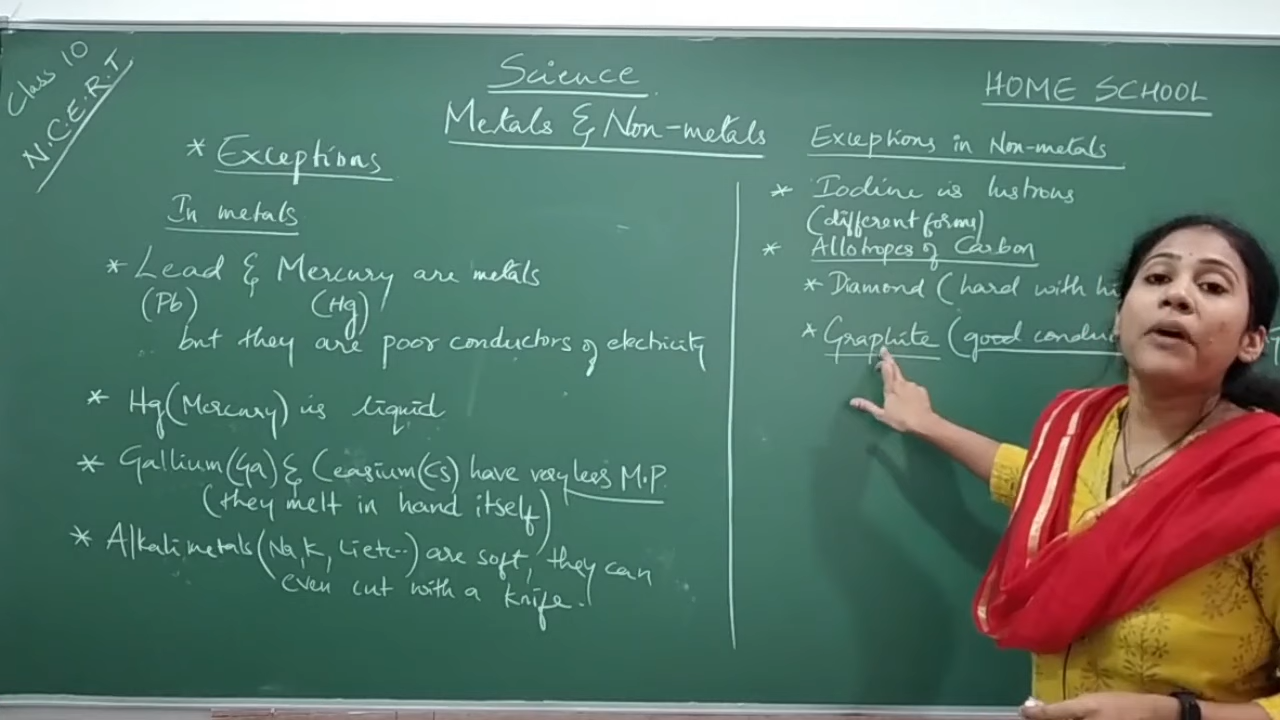 Class 10
N.C.E.R.T
Science
Metals & Non-metals
HOME SCHOOL
* Exceptions
In metals
* Lead & Mercury are metals
(Pb) (Hg)
but they are poor conductors of electricity
* Hg(Mercury) is liquid
* Gallium(Ga) & Ceasium(Cs) have very less M.P.
(they melt in hand itself)
* Alkali metals (Na, K, Li etc..) are soft, they can
even cut with a knife.
Exceptions in Non-metals
* Iodine is lustrous
(different forms)
* Allotropes of Carbon
* Diamond (hard with hi
* Graphite (good conduc